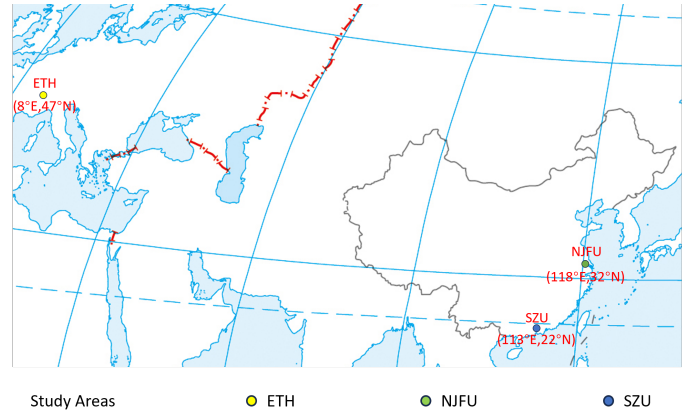 ETH
(8°E,47°N)
NJFU
(118°E,32°N)
SZU
(113°E,22°N)
Study Areas
ETH
NJFU
SZU